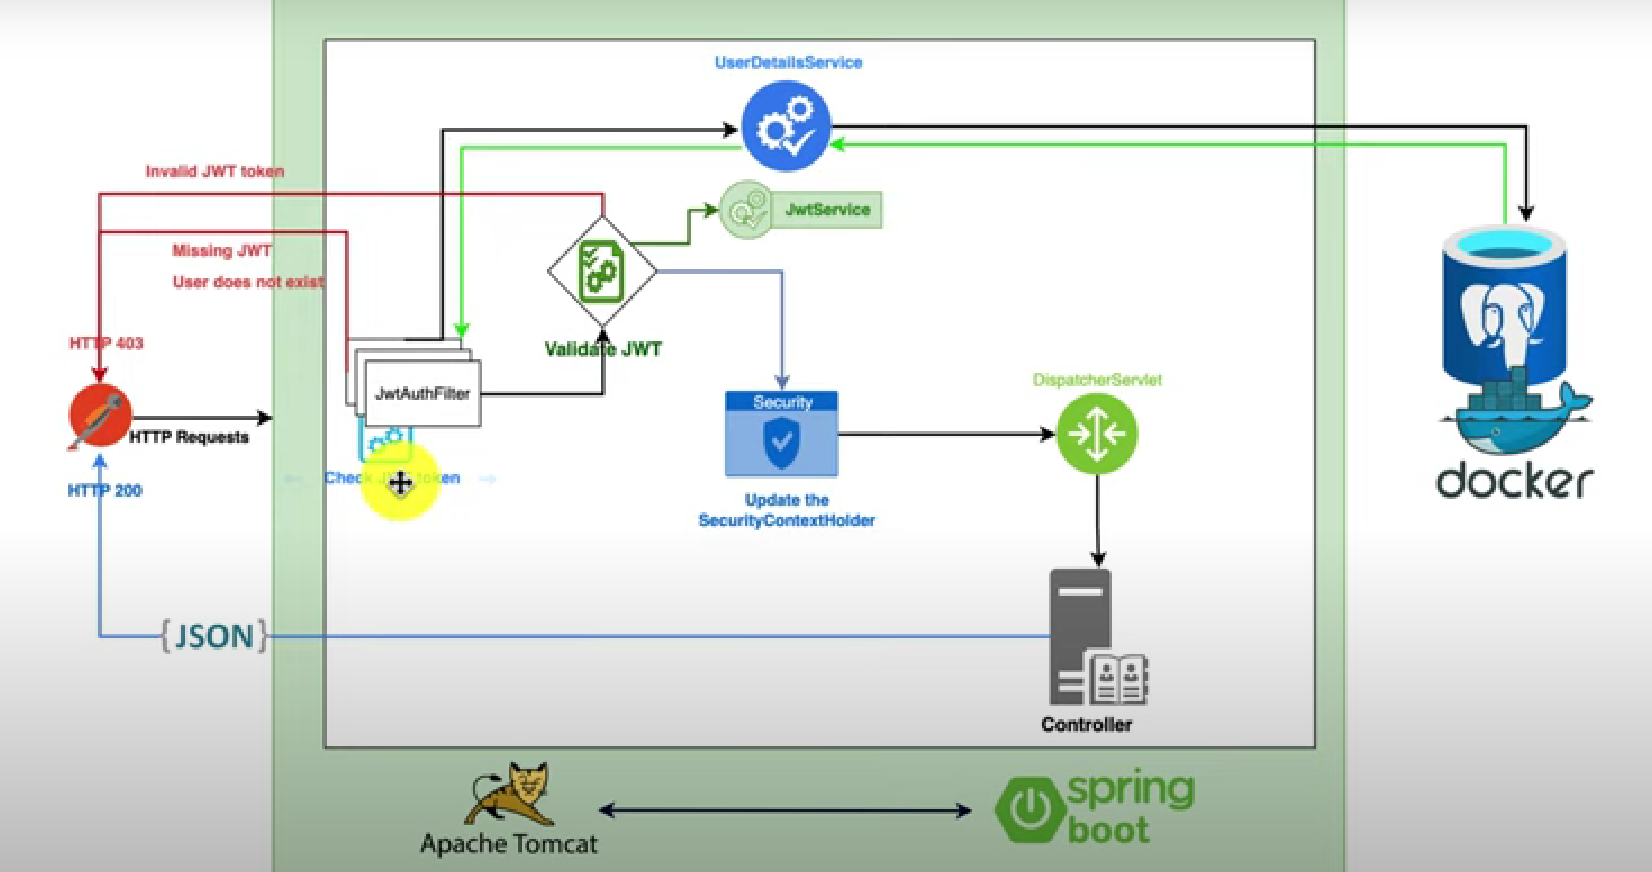 UserDetailsService
Invalid JWT token
JwtService
Missing JWT
User does not exist
HTTP 403
Validate JWT
JwtAuthFilter
DispatcherServlet
Security
HTTP Requests
Check JWT token
HTTP 200
docker
Update the
SecurityContextHolder
{JSON}
Controller
Apache Tomcat
spring
boot